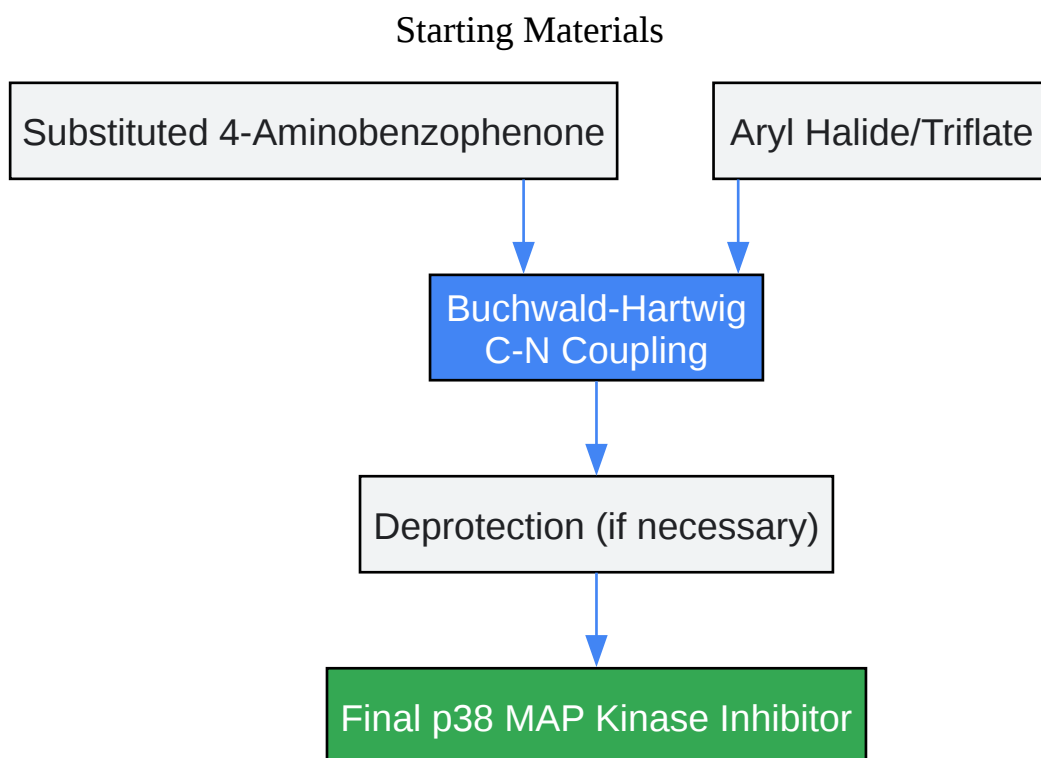 Starting Materials
Substituted 4-Aminobenzophenone
Aryl Halide/Triflate
Buchwald-Hartwig
C-N Coupling
Deprotection (if necessary)
Final p38 MAP Kinase Inhibitor